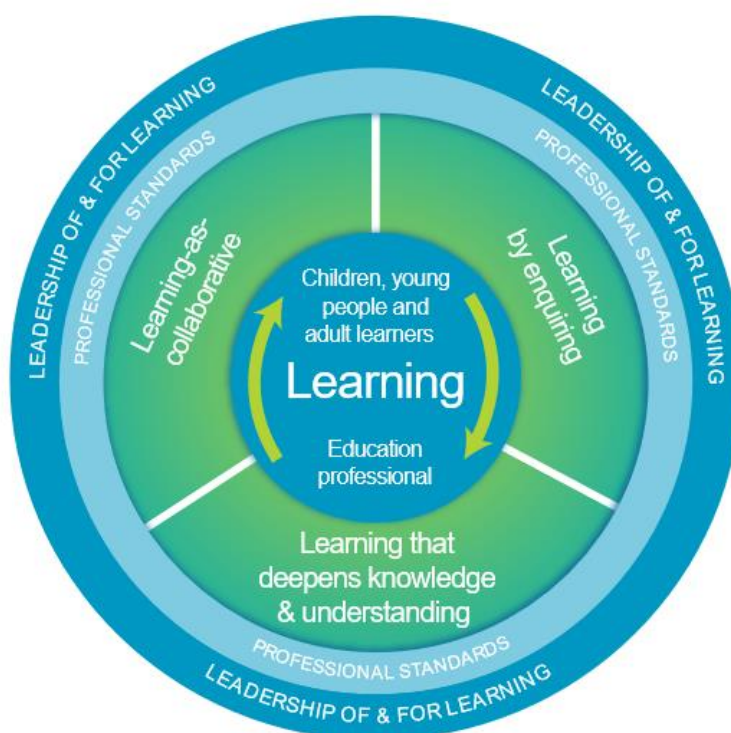 LEADERSHIP OF & FOR LEARNING
LEADERSHIP OF & FOR LEARNING
PROFESSIONAL STANDARDS
PROFESSIONAL STANDARDS
Learning-as-
collaborative
Learning
by enquiring
Children, young
people and
adult learners
Learning
Education
professional
Learning that
deepens knowledge
& understanding
PROFESSIONAL STANDARDS
LEADERSHIP OF & FOR LEARNING